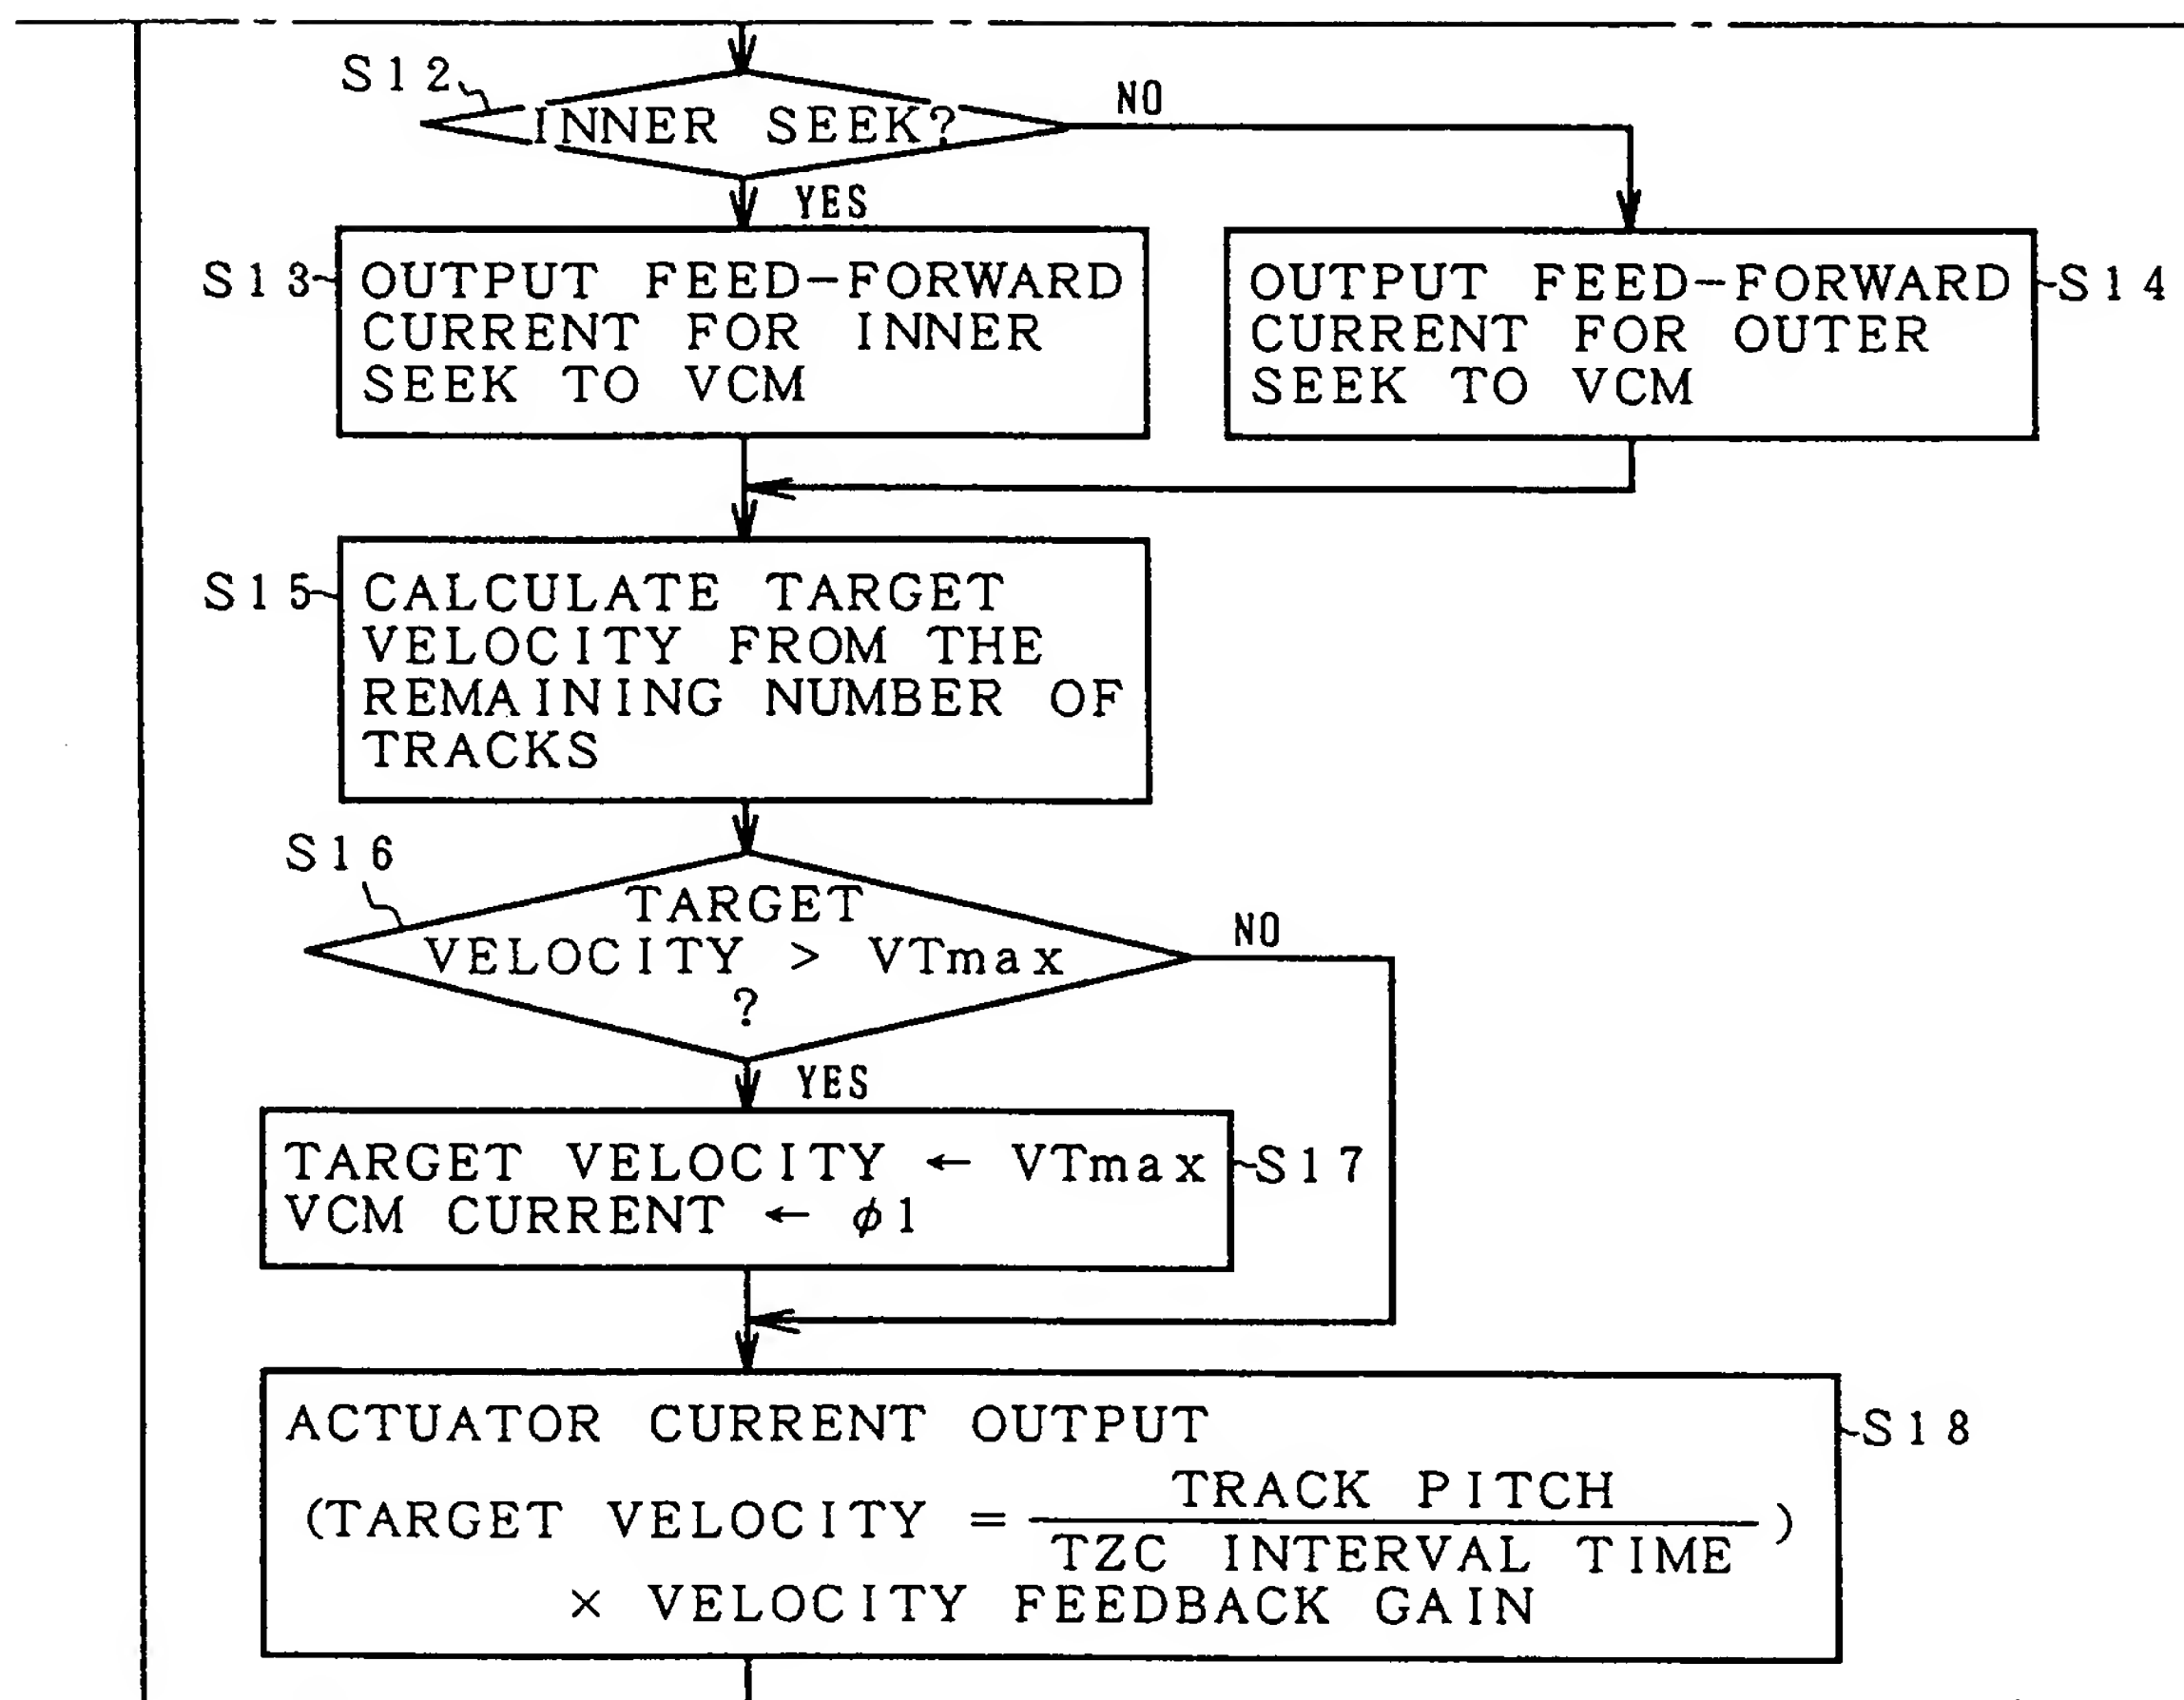 S12
INNER SEEK?
NO
YES
S13
OUTPUT FEED-FORWARD
CURRENT FOR INNER
SEEK TO VCM
OUTPUT FEED-FORWARD
CURRENT FOR OUTER
SEEK TO VCM
S14
S15
CALCULATE TARGET
VELOCITY FROM THE
REMAINING NUMBER OF
TRACKS
S16
TARGET
VELOCITY > VTmax
?
NO
YES
TARGET VELOCITY ← VTmax
VCM CURRENT ← ϕ1
S17
ACTUATOR CURRENT OUTPUT
S18
TRACK PITCH
(TARGET VELOCITY = )
TZC INTERVAL TIME
× VELOCITY FEEDBACK GAIN